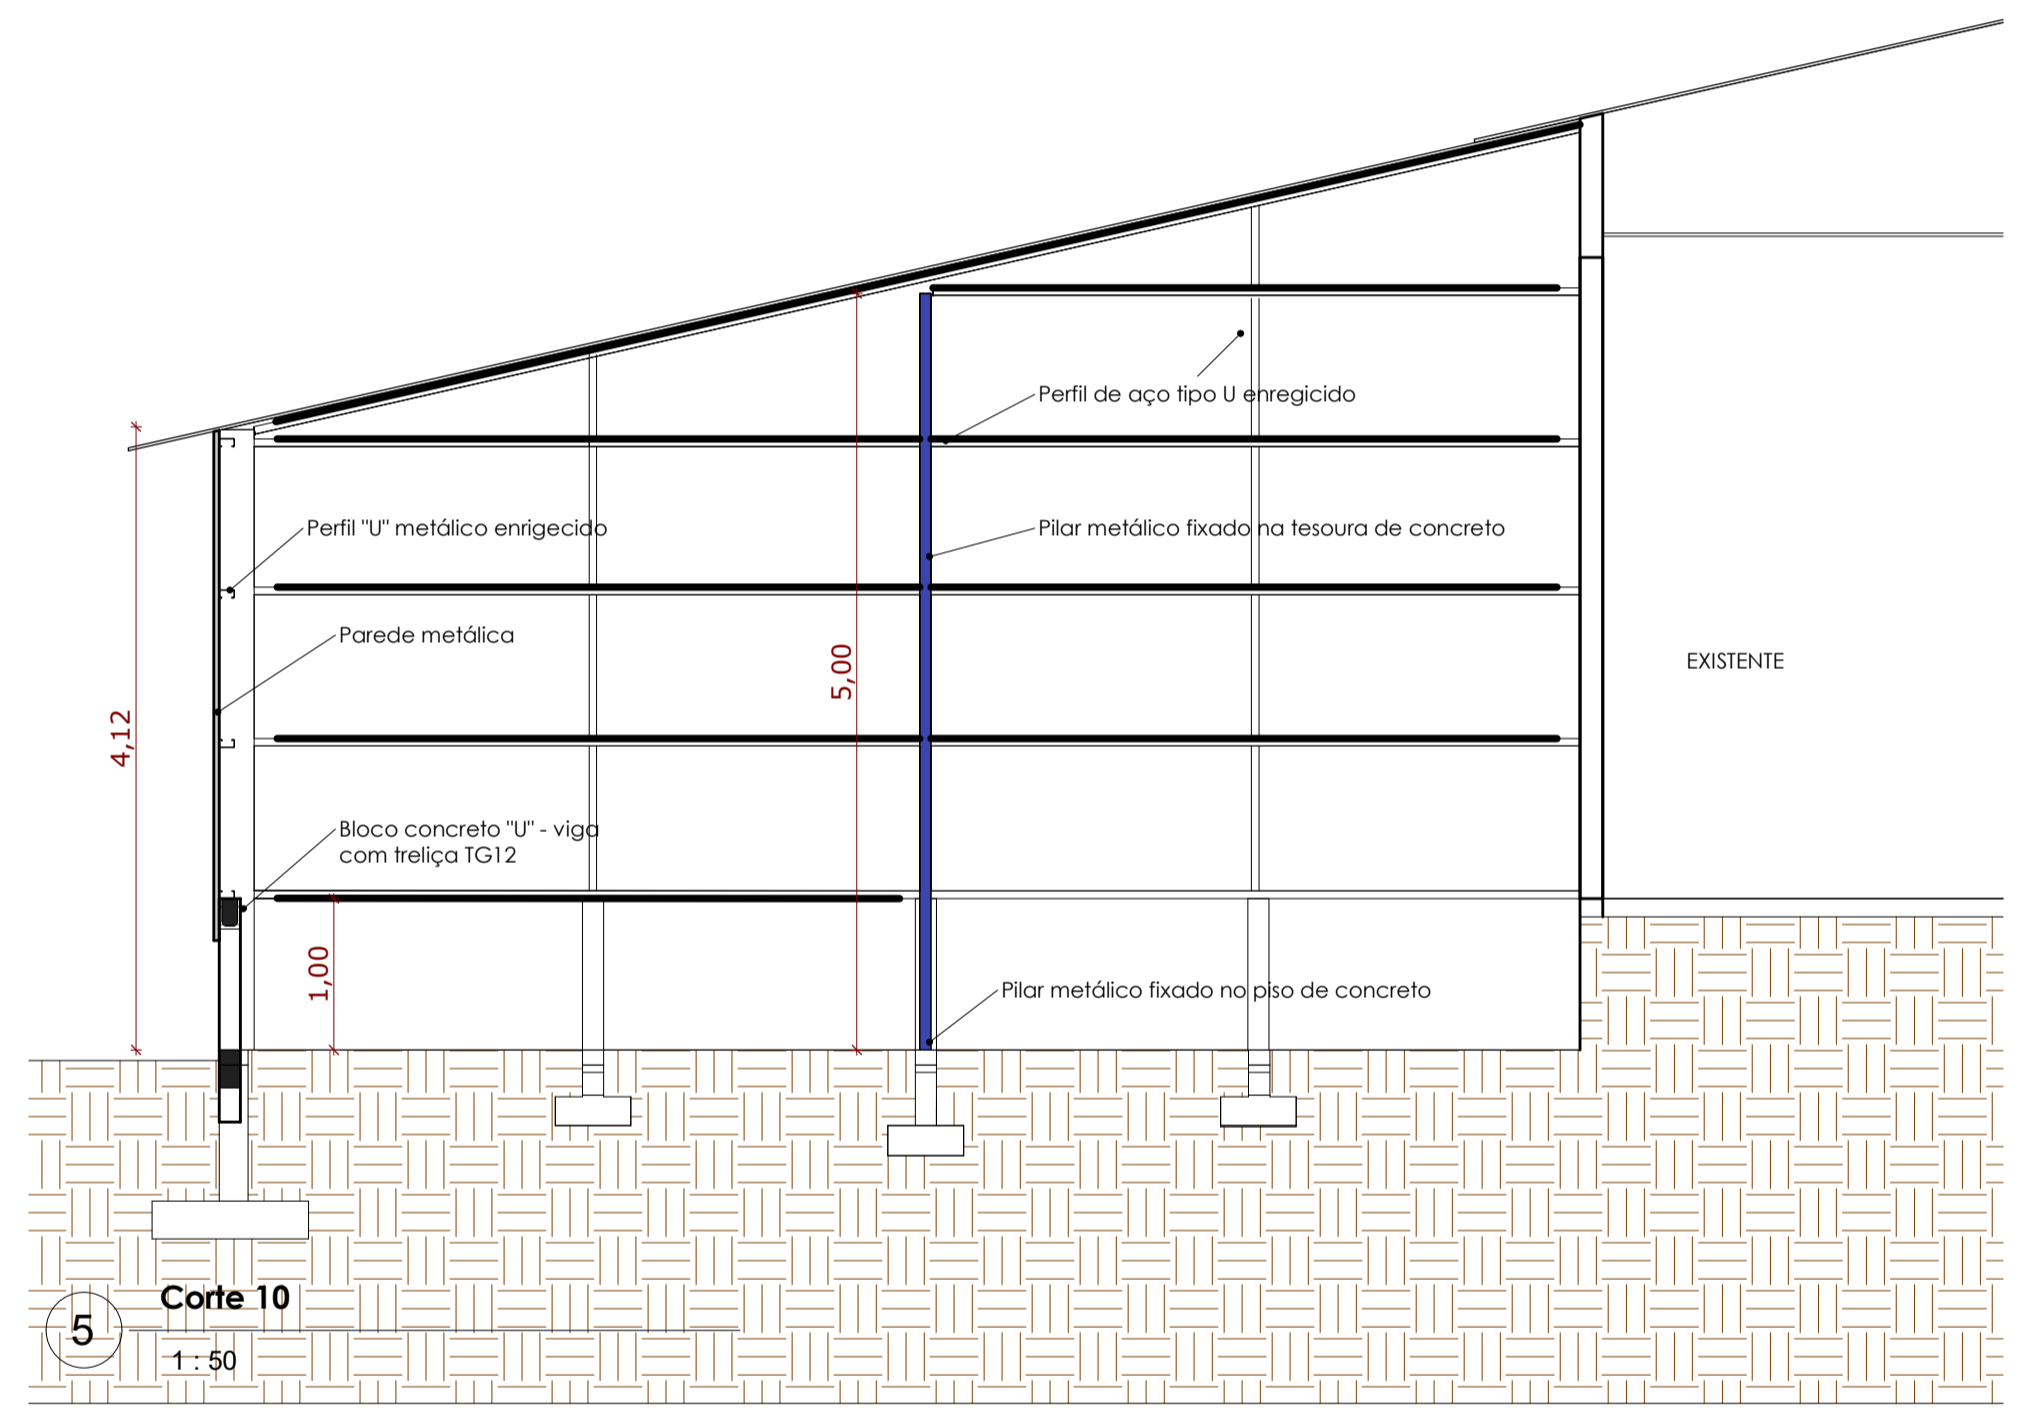 Perfil de aço tipo U enregicido
Perfil "U" metálico enrigecido
Pilar metálico fixado na tesoura de concreto
Parede metálica
EXISTENTE
5,00
4,12
Bloco concreto "U" - viga
com treliça TG12
1,00
Pilar metálico fixado no piso de concreto
5
Corte 10
1 : 50